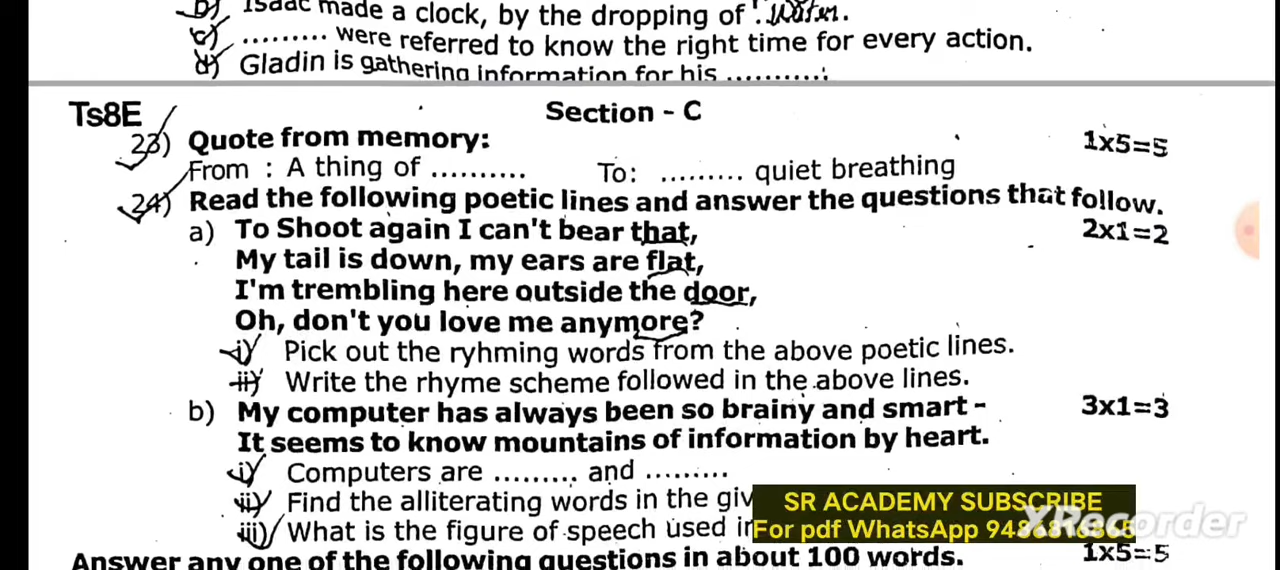 b) Isaac made a clock, by the dropping of .water.
c) ......... were referred to know the right time for every action.
d) Gladin is gathering information for his ..........:
Ts8E Section - C
23) Quote from memory: 1x5=5
From : A thing of .......... To: ......... quiet breathing
24) Read the following poetic lines and answer the questions that follow.
a) To Shoot again I can't bear that, 2x1=2
My tail is down, my ears are flat,
I'm trembling here outside the door,
Oh, don't you love me anymore?
i) Pick out the ryhming words from the above poetic lines.
ii) Write the rhyme scheme followed in the above lines.
b) My computer has always been so brainy and smart - 3x1=3
It seems to know mountains of information by heart.
i) Computers are ......... and .........
ii) Find the alliterating words in the giv
iii) What is the figure of speech used in
SR ACADEMY SUBSCRIBE
For pdf WhatsApp
XRecorder
Answer any one of the following questions in about 100 words. 1x5=5